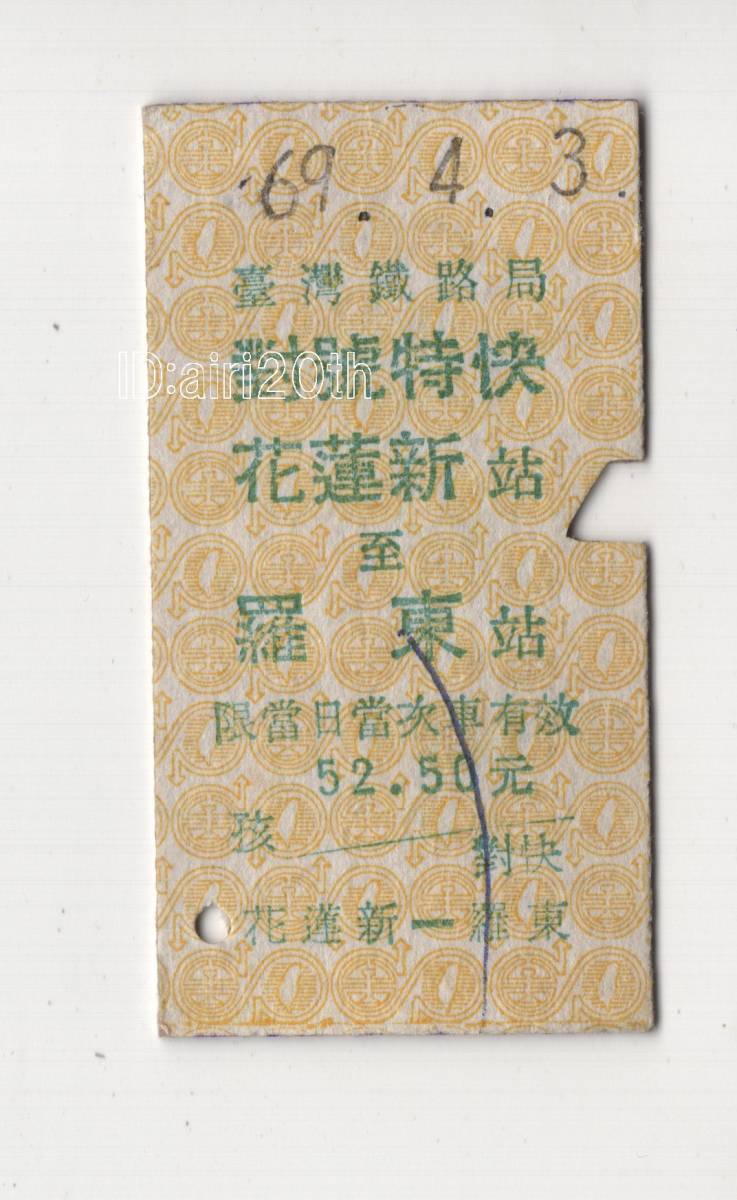 69. 4. 3.
臺灣鐵路局
對號特快
ID:airi20th
花蓮新站
至
羅東站
限當日當次車有效
52.50元
孩
對快
花蓮新—羅東